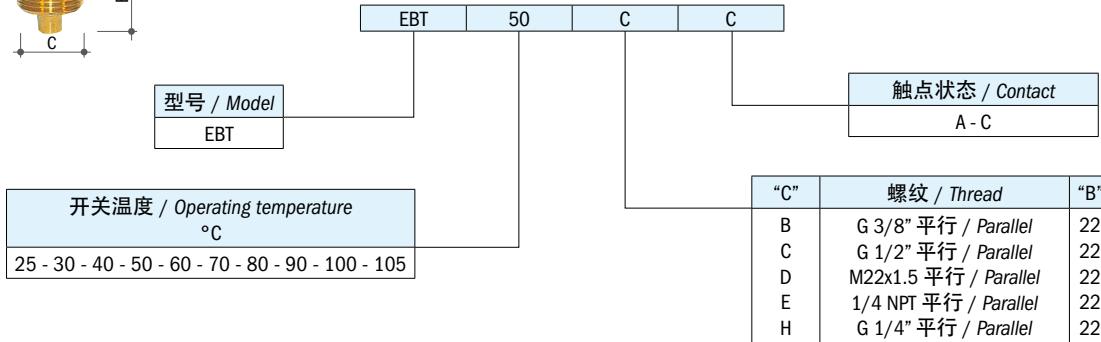 EBT 50 C C
C
型号 / Model
EBT
触点状态 / Contact
A - C
开关温度 / Operating temperature
°C
25 - 30 - 40 - 50 - 60 - 70 - 80 - 90 - 100 - 105
“C” 螺纹 / Thread “B”
B G 3/8” 平行 / Parallel 22
C G 1/2” 平行 / Parallel 22
D M22x1.5 平行 / Parallel 22
E 1/4 NPT 平行 / Parallel 22
H G 1/4” 平行 / Parallel 22